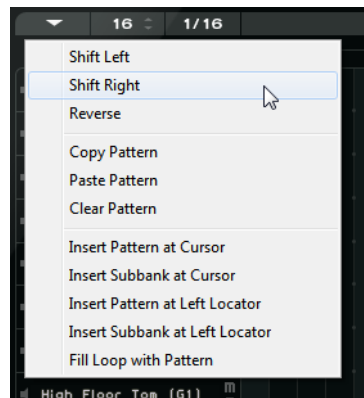 16 1/16
Shift Left
Shift Right
Reverse
Copy Pattern
Paste Pattern
Clear Pattern
Insert Pattern at Cursor
Insert Subbank at Cursor
Insert Pattern at Left Locator
Insert Subbank at Left Locator
Fill Loop with Pattern
High Floor Tom (G1) m